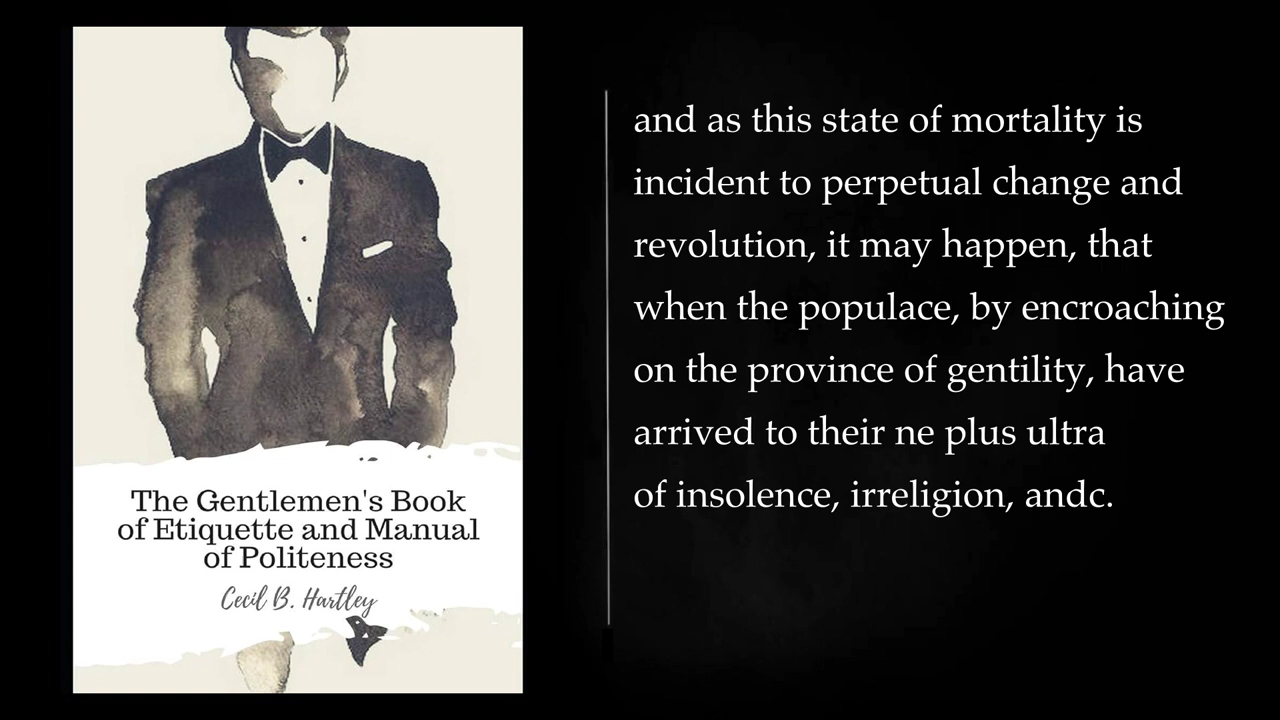 The Gentlemen's Book
of Etiquette and Manual
of Politeness
Cecil B. Hartley
and as this state of mortality is
incident to perpetual change and
revolution, it may happen, that
when the populace, by encroaching
on the province of gentility, have
arrived to their ne plus ultra
of insolence, irreligion, andc.